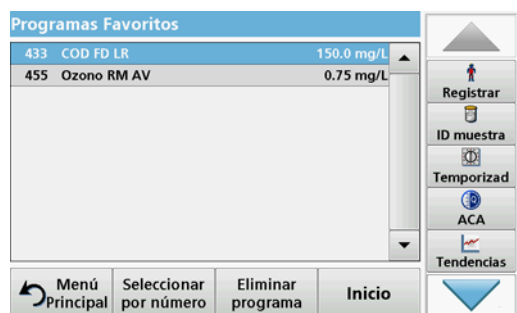 Programas Favoritos
433 COD FD LR 150.0 mg/L
455 Ozono RM AV 0.75 mg/L
Registrar
ID muestra
Temporizad
ACA
Tendencias
Menú Principal
Seleccionar por número
Eliminar programa
Inicio